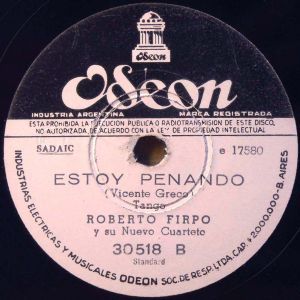 Odeon
Odeon
INDUSTRIA ARGENTINA MARCA REGISTRADA
ESTA PROHIBIDA LA EJECUCION PUBLICA O RADIOTRANSMISION DE ESTE DISCO,
NO AUTORIZADAS DE ACUERDO CON LA LEY DE PROPIEDAD INTELECTUAL
SADAIC e 17580
ESTOY PENANDO
(Vicente Greco)
Tango
ROBERTO FIRPO
y su Nuevo Cuarteto
30518 B
Standard
INDUSTRIAS ELECTRICAS Y MUSICALES ODEON SOC. DE RESP. LTDA. CAP. $ 2.000.000 - B. AIRES